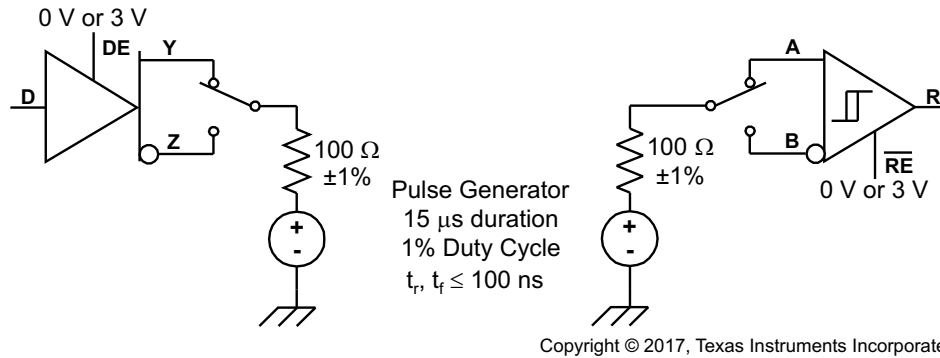 0 V or 3 V
DE
Y
D
Z
100 Ω
±1%
Pulse Generator
15 μs duration
1% Duty Cycle
tr, tf ≤ 100 ns
A
R
B
100 Ω
±1%
RE
0 V or 3 V
+
-
+
-
Copyright © 2017, Texas Instruments Incorporate